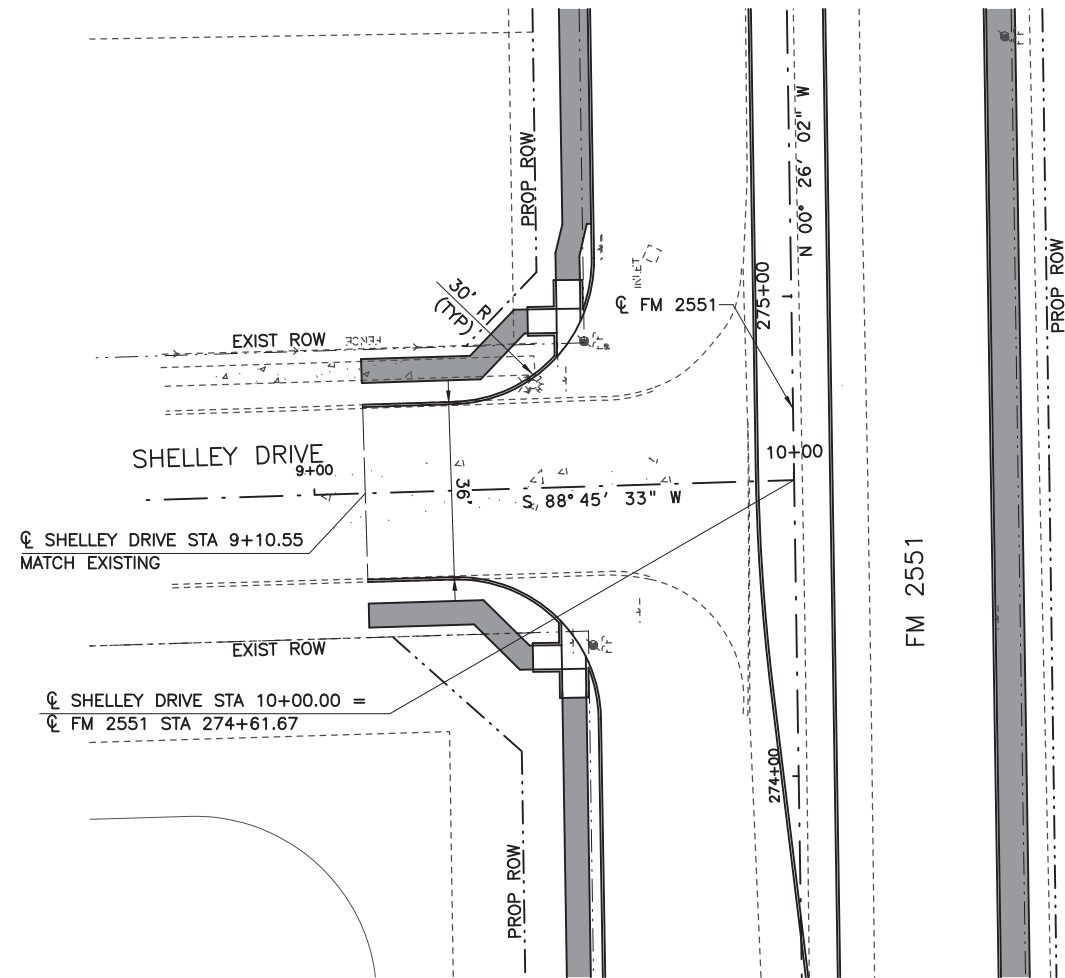 PROP ROW
N 00° 26' 02" W
30' R
(TYP)
INLET
℄ FM 2551
275+00
PROP ROW
EXIST ROW
FENCE
SHELLEY DRIVE
9+00
10+00
36'
S 88° 45' 33" W
℄ SHELLEY DRIVE STA 9+10.55
MATCH EXISTING
FM 2551
EXIST ROW
℄ SHELLEY DRIVE STA 10+00.00 =
℄ FM 2551 STA 274+61.67
274+00
PROP ROW